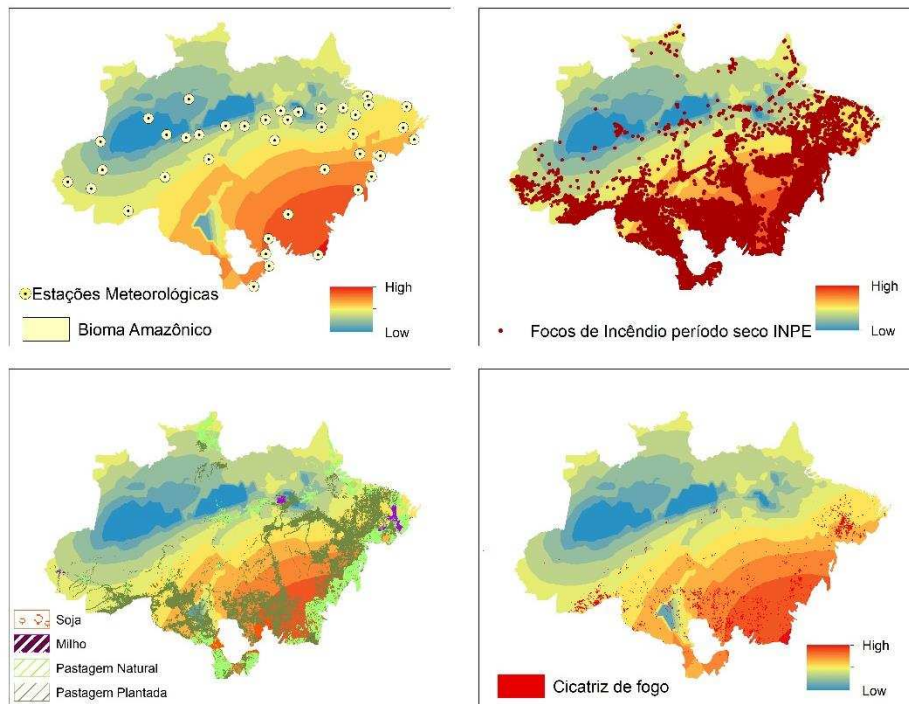 Estações Meteorológicas
Bioma Amazônico
High
Low
Focos de Incêndio período seco INPE
High
Low
Soja
Milho
Pastagem Natural
Pastagem Plantada
Cicatriz de fogo
High
Low